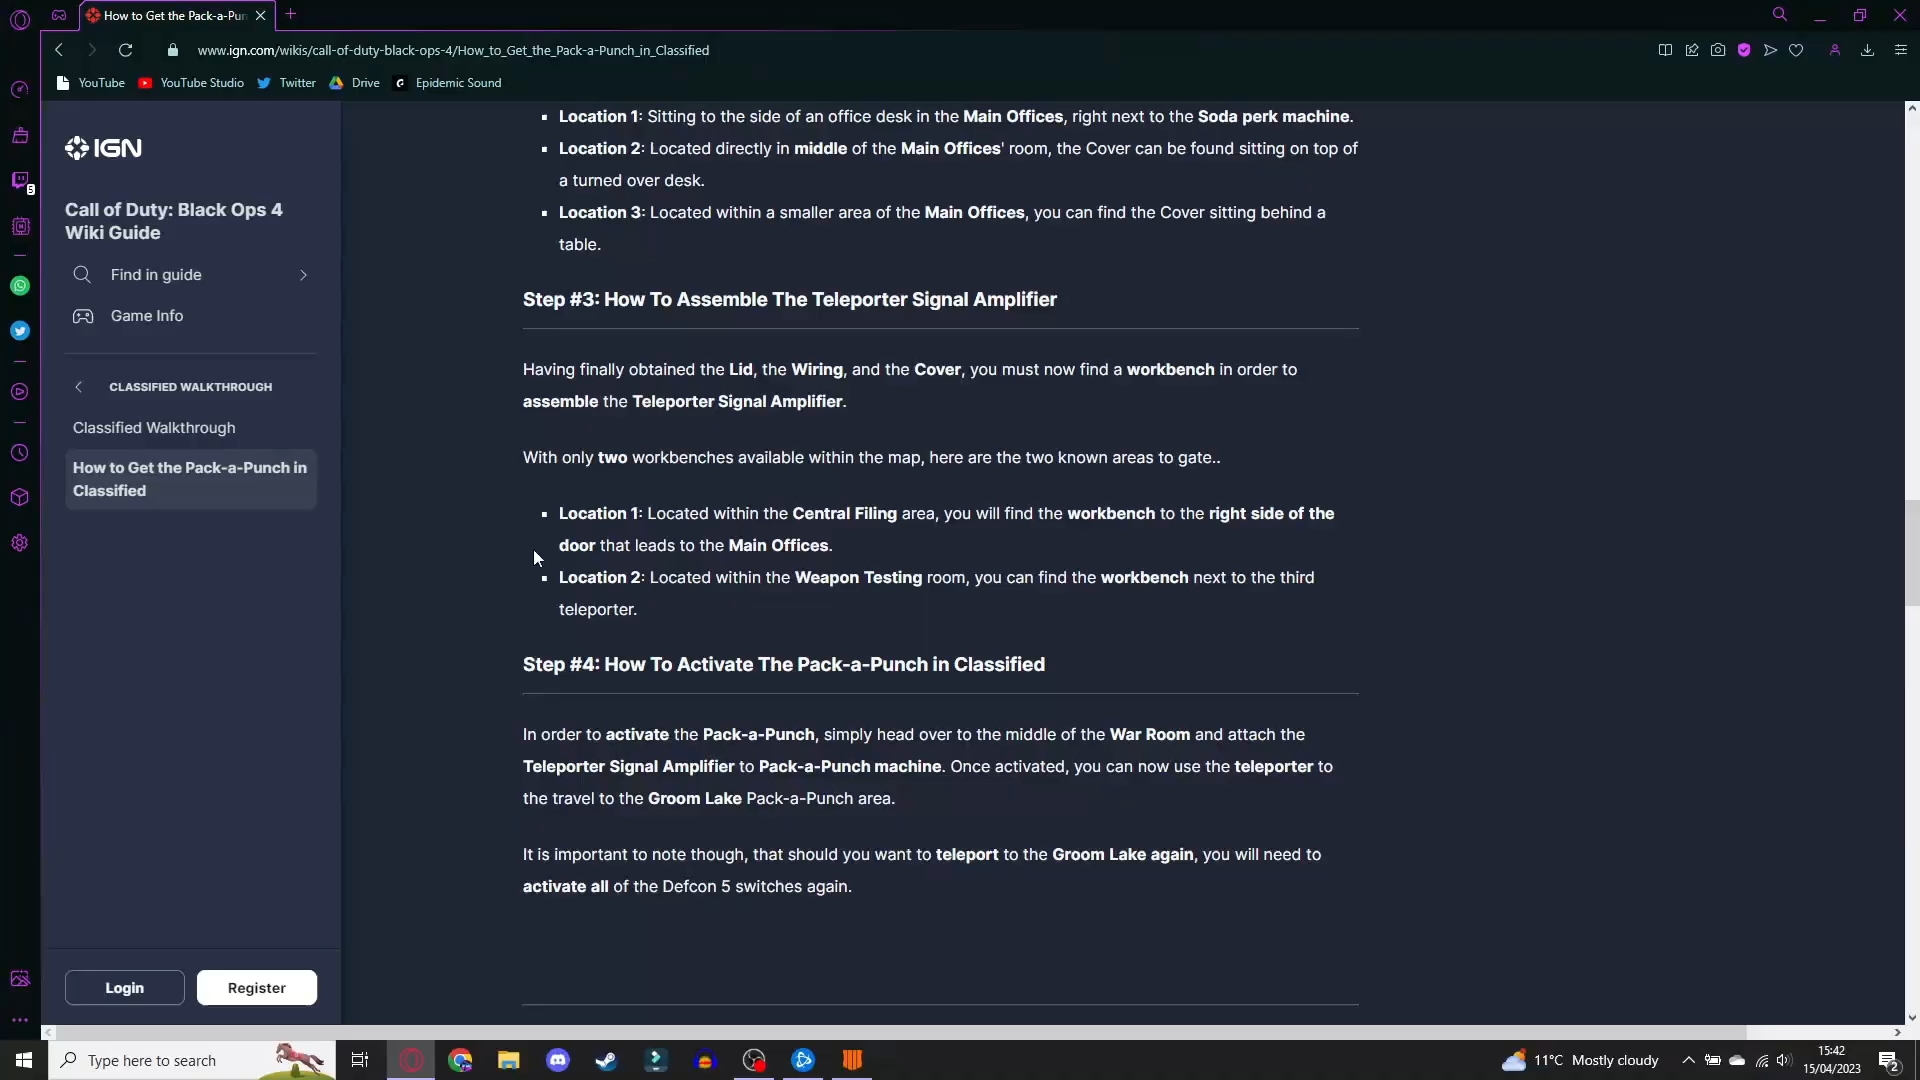 How to Get the Pack-a-Pun
www.ign.com/wikis/call-of-duty-black-ops-4/How_to_Get_the_Pack-a-Punch_in_Classified
YouTube
YouTube Studio
Twitter
Drive
Epidemic Sound
5
IGN
Call of Duty: Black Ops 4
Wiki Guide
Find in guide
Game Info
CLASSIFIED WALKTHROUGH
Classified Walkthrough
How to Get the Pack-a-Punch in
Classified
Login
Register
Location 1: Sitting to the side of an office desk in the Main Offices, right next to the Soda perk machine.
Location 2: Located directly in middle of the Main Offices' room, the Cover can be found sitting on top of
a turned over desk.
Location 3: Located within a smaller area of the Main Offices, you can find the Cover sitting behind a
table.
Step #3: How To Assemble The Teleporter Signal Amplifier
Having finally obtained the Lid, the Wiring, and the Cover, you must now find a workbench in order to
assemble the Teleporter Signal Amplifier.
With only two workbenches available within the map, here are the two known areas to gate..
Location 1: Located within the Central Filing area, you will find the workbench to the right side of the
door that leads to the Main Offices.
Location 2: Located within the Weapon Testing room, you can find the workbench next to the third
teleporter.
Step #4: How To Activate The Pack-a-Punch in Classified
In order to activate the Pack-a-Punch, simply head over to the middle of the War Room and attach the
Teleporter Signal Amplifier to Pack-a-Punch machine. Once activated, you can now use the teleporter to
the travel to the Groom Lake Pack-a-Punch area.
It is important to note though, that should you want to teleport to the Groom Lake again, you will need to
activate all of the Defcon 5 switches again.
Type here to search
11°C Mostly cloudy
15:42
15/04/2023
2